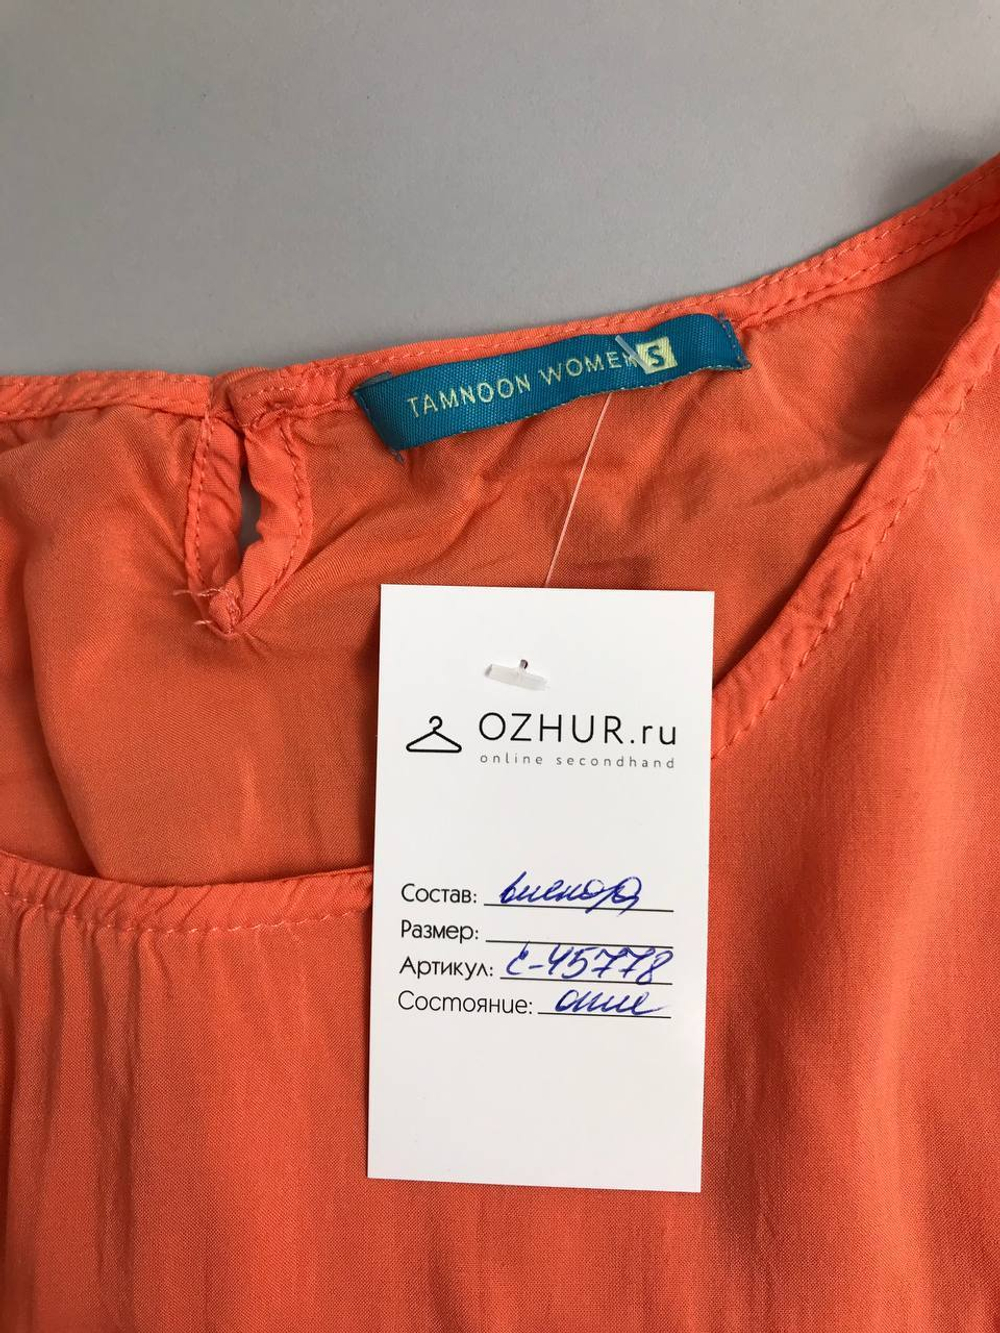 TAMNOON WOMEN S
OZHUR.ru
online secondhand
Состав: вискоза
Размер:
Артикул: С-45778
Состояние: отл